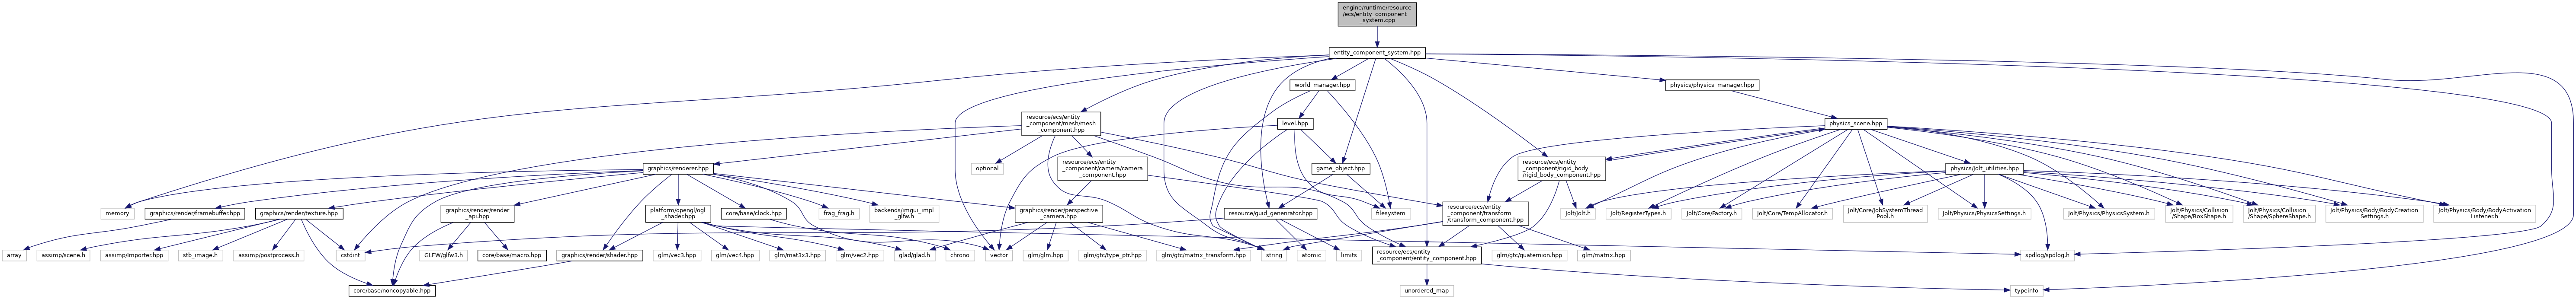 engine/runtime/resource
/ecs/entity_component
_system.cpp
entity_component_system.hpp
world_manager.hpp
physics/physics_manager.hpp
resource/ecs/entity
_component/mesh/mesh
_component.hpp
level.hpp
physics_scene.hpp
optional
graphics/renderer.hpp
resource/ecs/entity
_component/camera/camera
_component.hpp
game_object.hpp
resource/ecs/entity
_component/rigid_body
/rigid_body_component.hpp
physics/jolt_utilities.hpp
memory
graphics/render/framebuffer.hpp
graphics/render/texture.hpp
graphics/render/render
_api.hpp
platform/opengl/ogl
_shader.hpp
core/base/clock.hpp
frag_frag.h
backends/imgui_impl
_glfw.h
graphics/render/perspective
_camera.hpp
resource/guid_genenrator.hpp
filesystem
resource/ecs/entity
_component/transform
/transform_component.hpp
Jolt/Jolt.h
Jolt/RegisterTypes.h
Jolt/Core/Factory.h
Jolt/Core/TempAllocator.h
Jolt/Core/JobSystemThread
Pool.h
Jolt/Physics/PhysicsSettings.h
Jolt/Physics/PhysicsSystem.h
Jolt/Physics/Collision
/Shape/BoxShape.h
Jolt/Physics/Collision
/Shape/SphereShape.h
Jolt/Physics/Body/BodyCreation
Settings.h
Jolt/Physics/Body/BodyActivation
Listener.h
array
assimp/scene.h
assimp/Importer.hpp
stb_image.h
assimp/postprocess.h
cstdint
GLFW/glfw3.h
core/base/macro.hpp
graphics/render/shader.hpp
glm/vec3.hpp
glm/vec4.hpp
glm/mat3x3.hpp
glm/vec2.hpp
glad/glad.h
chrono
vector
glm/glm.hpp
glm/gtc/type_ptr.hpp
glm/gtc/matrix_transform.hpp
string
atomic
limits
resource/ecs/entity
_component/entity_component.hpp
glm/gtc/quaternion.hpp
glm/matrix.hpp
spdlog/spdlog.h
core/base/noncopyable.hpp
unordered_map
typeinfo